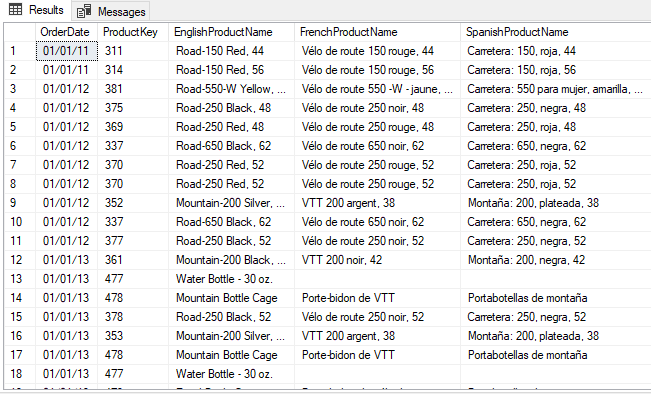 Results Messages
OrderDate ProductKey EnglishProductName FrenchProductName SpanishProductName
1 01/01/11 311 Road-150 Red, 44 Vélo de route 150 rouge, 44 Carretera: 150, roja, 44
2 01/01/11 314 Road-150 Red, 56 Vélo de route 150 rouge, 56 Carretera: 150, roja, 56
3 01/01/12 381 Road-550-W Yellow, ... Vélo de route 550 -W - jaune, ... Carretera: 550 para mujer, amarilla, ...
4 01/01/12 375 Road-250 Black, 48 Vélo de route 250 noir, 48 Carretera: 250, negra, 48
5 01/01/12 369 Road-250 Red, 48 Vélo de route 250 rouge, 48 Carretera: 250, roja, 48
6 01/01/12 337 Road-650 Black, 62 Vélo de route 650 noir, 62 Carretera: 650, negra, 62
7 01/01/12 370 Road-250 Red, 52 Vélo de route 250 rouge, 52 Carretera: 250, roja, 52
8 01/01/12 370 Road-250 Red, 52 Vélo de route 250 rouge, 52 Carretera: 250, roja, 52
9 01/01/12 352 Mountain-200 Silver, ... VTT 200 argent, 38 Montaña: 200, plateada, 38
10 01/01/12 337 Road-650 Black, 62 Vélo de route 650 noir, 62 Carretera: 650, negra, 62
11 01/01/12 377 Road-250 Black, 52 Vélo de route 250 noir, 52 Carretera: 250, negra, 52
12 01/01/13 361 Mountain-200 Black, ... VTT 200 noir, 42 Montaña: 200, negra, 42
13 01/01/13 477 Water Bottle - 30 oz.
14 01/01/13 478 Mountain Bottle Cage Porte-bidon de VTT Portabotellas de montaña
15 01/01/13 378 Road-250 Black, 52 Vélo de route 250 noir, 52 Carretera: 250, negra, 52
16 01/01/13 353 Mountain-200 Silver, ... VTT 200 argent, 38 Montaña: 200, plateada, 38
17 01/01/13 478 Mountain Bottle Cage Porte-bidon de VTT Portabotellas de montaña
18 01/01/13 477 Water Bottle - 30 oz.